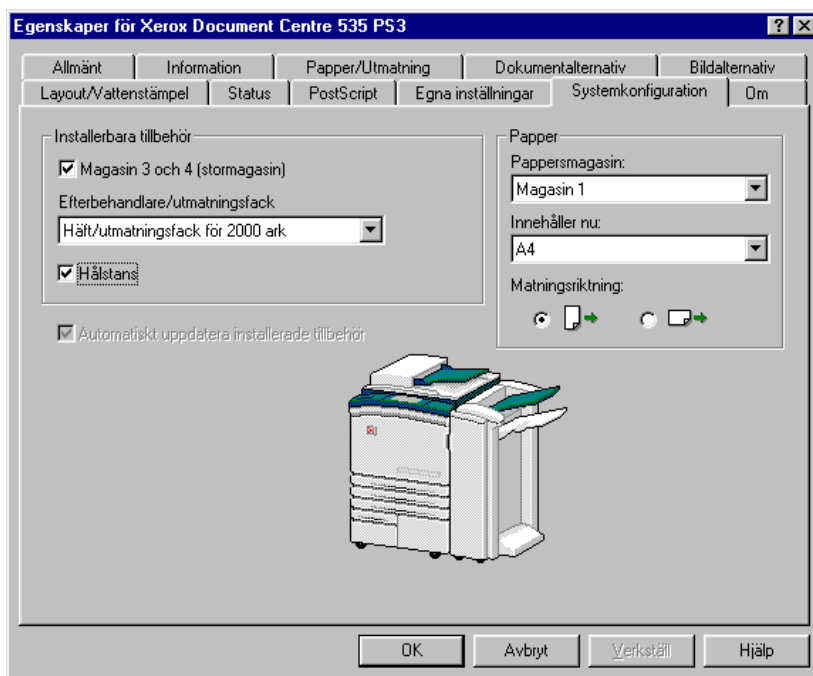 Egenskaper för Xerox Document Centre 535 PS3
Allmänt Information Papper/Utmatning Dokumentalternativ Bildalternativ
Layout/Vattenstämpel Status PostScript Egna inställningar Systemkonfiguration Om
Installerbara tillbehör
Magasin 3 och 4 (stormagasin)
Efterbehandlare/utmatningsfack
Häft/utmatningsfack för 2000 ark
Hålstans
Automatiskt uppdatera installerade tillbehör
Papper
Pappersmagasin:
Magasin 1
Innehåller nu:
A4
Matningsriktning:
OK Avbryt Verkställ Hjälp